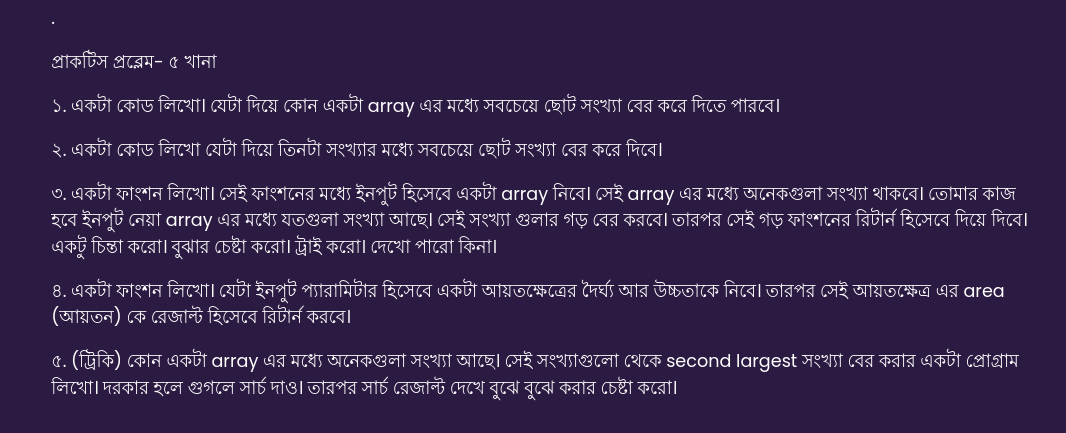 .
প্রাকটিস প্রব্লেম- ৫ খানা
১. একটা কোড লিখো। যেটা দিয়ে কোন একটা array এর মধ্যে সবচেয়ে ছোট সংখ্যা বের করে দিতে পারবে।
২. একটা কোড লিখো যেটা দিয়ে তিনটা সংখ্যার মধ্যে সবচেয়ে ছোট সংখ্যা বের করে দিবে।
৩. একটা ফাংশন লিখো। সেই ফাংশনের মধ্যে ইনপুট হিসেবে একটা array নিবে। সেই array এর মধ্যে অনেকগুলা সংখ্যা থাকবে। তোমার কাজ
হবে ইনপুট নেয়া array এর মধ্যে যতগুলা সংখ্যা আছে। সেই সংখ্যা গুলার গড় বের করবে। তারপর সেই গড় ফাংশনের রিটার্ন হিসেবে দিয়ে দিবে।
একটু চিন্তা করো। বুঝার চেষ্টা করো। ট্রাই করো। দেখো পারো কিনা।
৪. একটা ফাংশন লিখো। যেটা ইনপুট প্যারামিটার হিসেবে একটা আয়তক্ষেত্রের দৈর্ঘ্য আর উচ্চতাকে নিবে। তারপর সেই আয়তক্ষেত্র এর area
(আয়তন) কে রেজাল্ট হিসেবে রিটার্ন করবে।
৫. (ট্রিকি) কোন একটা array এর মধ্যে অনেকগুলা সংখ্যা আছে। সেই সংখ্যাগুলো থেকে second largest সংখ্যা বের করার একটা প্রোগ্রাম
লিখো। দরকার হলে গুগলে সার্চ দাও। তারপর সার্চ রেজাল্ট দেখে বুঝে বুঝে করার চেষ্টা করো।